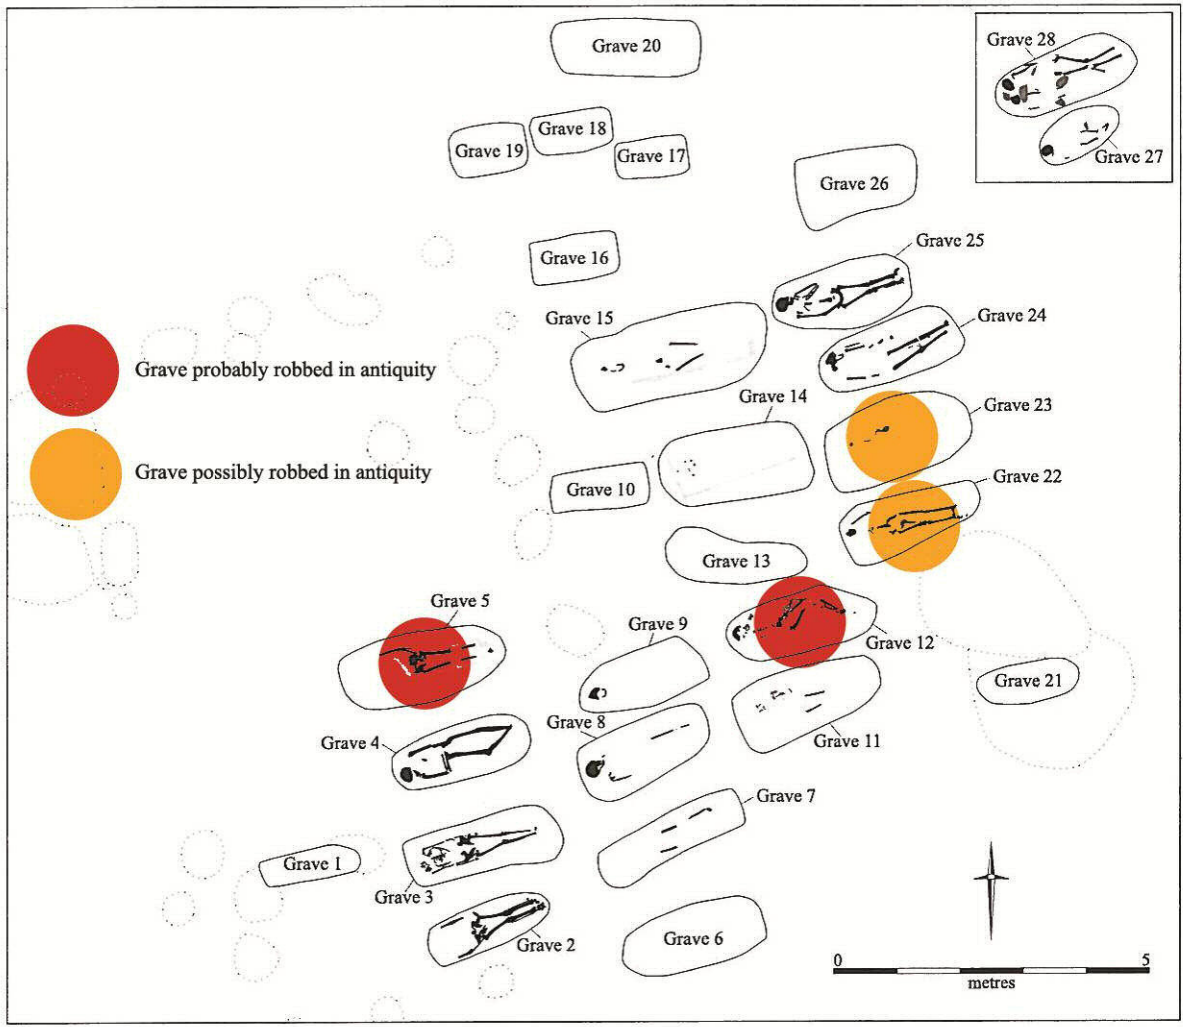 Grave 20
Grave 28
Grave 18
Grave 19
Grave 17
Grave 27
Grave 26
Grave 25
Grave 16
Grave 15
Grave 24
Grave probably robbed in antiquity
Grave 14
Grave 23
Grave possibly robbed in antiquity
Grave 22
Grave 10
Grave 13
Grave 5
Grave 9
Grave 12
Grave 21
Grave 8
Grave 4
Grave 11
Grave 7
Grave 1
Grave 3
Grave 6
Grave 2
0 5
metres